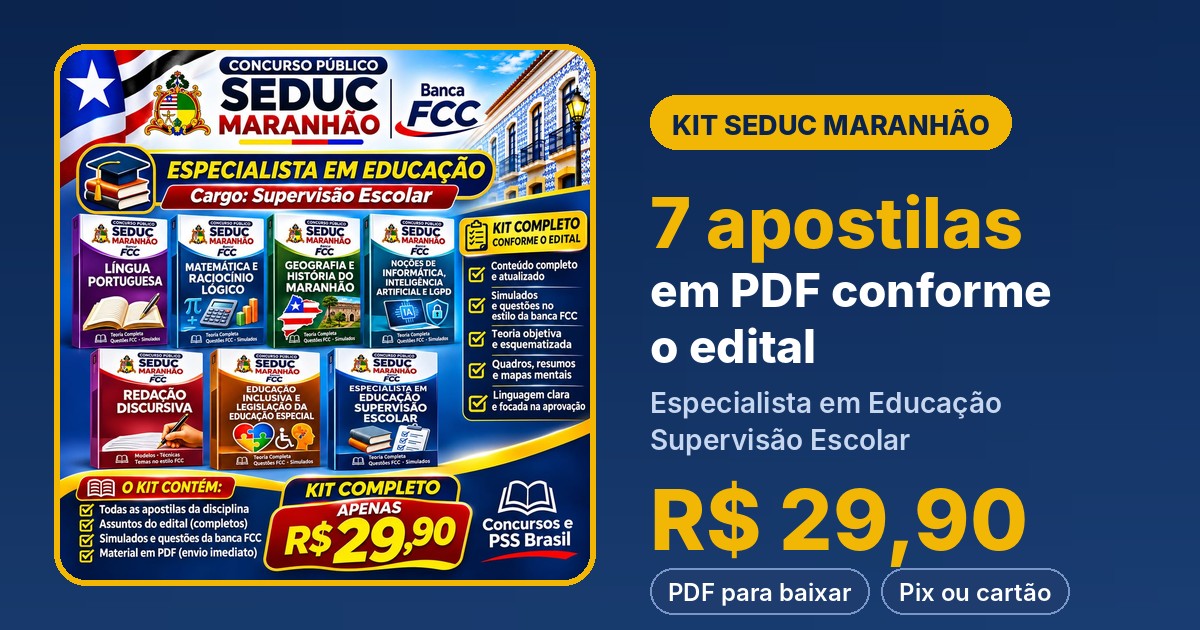 CONCURSO PÚBLICO
SEDUC
MARANHÃO
Banca
FCC
ESPECIALISTA EM EDUCAÇÃO
Cargo: Supervisão Escolar
CONCURSO PÚBLICO
SEDUC
MARANHÃO
FCC
LÍNGUA
PORTUGUESA
Teoria Completa
Questões FCC - Simulados
CONCURSO PÚBLICO
SEDUC
MARANHÃO
FCC
MATEMÁTICA E
RACIOCÍNIO
LÓGICO
Teoria Completa
Questões FCC - Simulados
CONCURSO PÚBLICO
SEDUC
MARANHÃO
FCC
GEOGRAFIA E
HISTÓRIA DO
MARANHÃO
Teoria Completa
Questões FCC - Simulados
CONCURSO PÚBLICO
SEDUC
MARANHÃO
FCC
NOÇÕES DE
INFORMÁTICA,
INTELIGÊNCIA
ARTIFICIAL E LGPD
IA
Teoria Completa
Questões FCC - Simulados
KIT COMPLETO
CONFORME O EDITAL
Conteúdo completo
e atualizado
Simulados
e questões no
estilo da banca FCC
Teoria objetiva
e esquematizada
Quadros, resumos
e mapas mentais
Linguagem clara
e focada na aprovação
CONCURSO PÚBLICO
SEDUC
MARANHÃO
FCC
REDAÇÃO
DISCURSIVA
Modelos - Técnicas
Temas no estilo FCC
CONCURSO PÚBLICO
SEDUC
MARANHÃO
FCC
EDUCAÇÃO
INCLUSIVA E
LEGISLAÇÃO DA
EDUCAÇÃO ESPECIAL
Teoria Completa
Questões FCC - Simulados
CONCURSO PÚBLICO
SEDUC
MARANHÃO
FCC
ESPECIALISTA EM
EDUCAÇÃO
SUPERVISÃO
ESCOLAR
Teoria Completa
Questões FCC - Simulados
O KIT CONTÉM:
Todas as apostilas da disciplina
Assuntos do edital (completos)
Simulados e questões da banca FCC
Material em PDF (envio imediato)
KIT COMPLETO
APENAS
R$ 29,90
Concursos e
PSS Brasil
KIT SEDUC MARANHÃO
7 apostilas
em PDF conforme
o edital
Especialista em Educação
Supervisão Escolar
R$ 29,90
PDF para baixar
Pix ou cartão